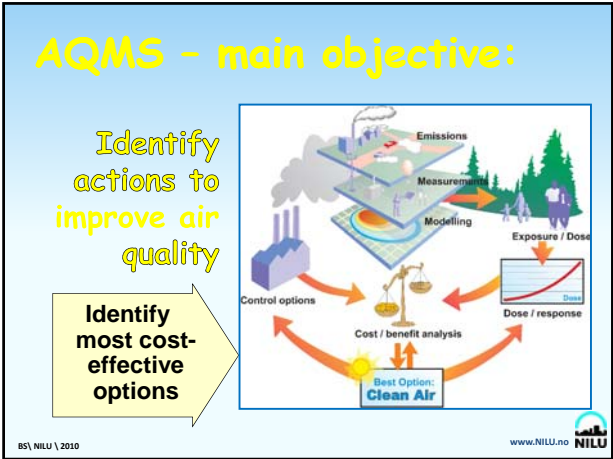 AQMS – main objective:
Identify
actions to
improve air
quality
Identify
most cost-
effective
options
Emissions
Measurements
Modelling
Exposure / Dose
Control options
Cost / benefit analysis
Dose
Dose / response
Best Option:
Clean Air
BS\ NILU \ 2010
www.NILU.no
NILU